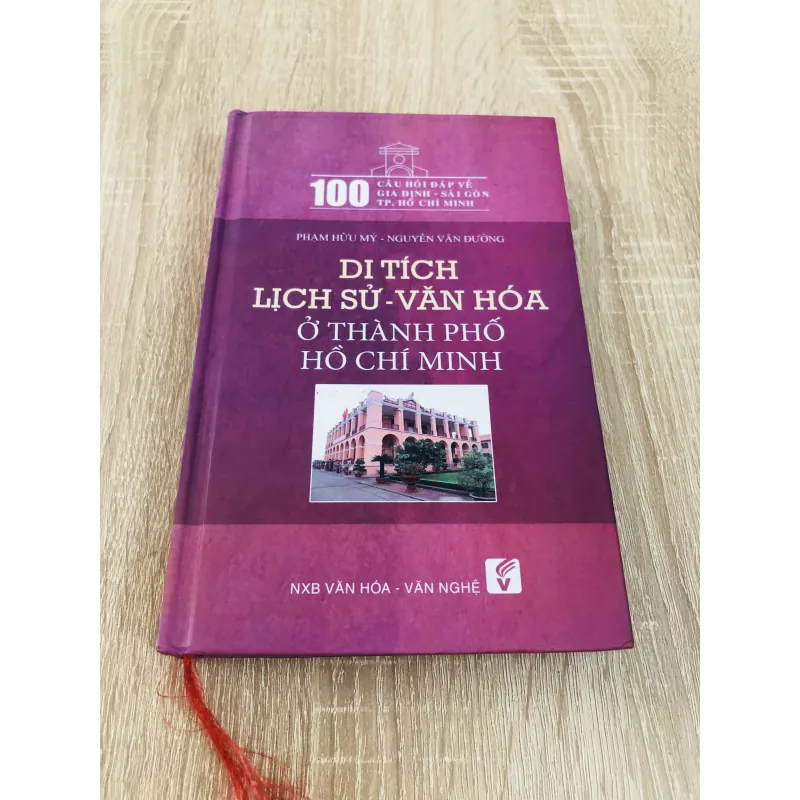 100
CÂU HỎI ĐÁP VỀ
GIA ĐỊNH - SÀI GÒN
TP. HỒ CHÍ MINH
PHẠM HỮU MÝ - NGUYỄN VĂN ĐƯỜNG
DI TÍCH
LỊCH SỬ - VĂN HÓA
Ở THÀNH PHỐ
HỒ CHÍ MINH
NXB VĂN HÓA - VĂN NGHỆ
V